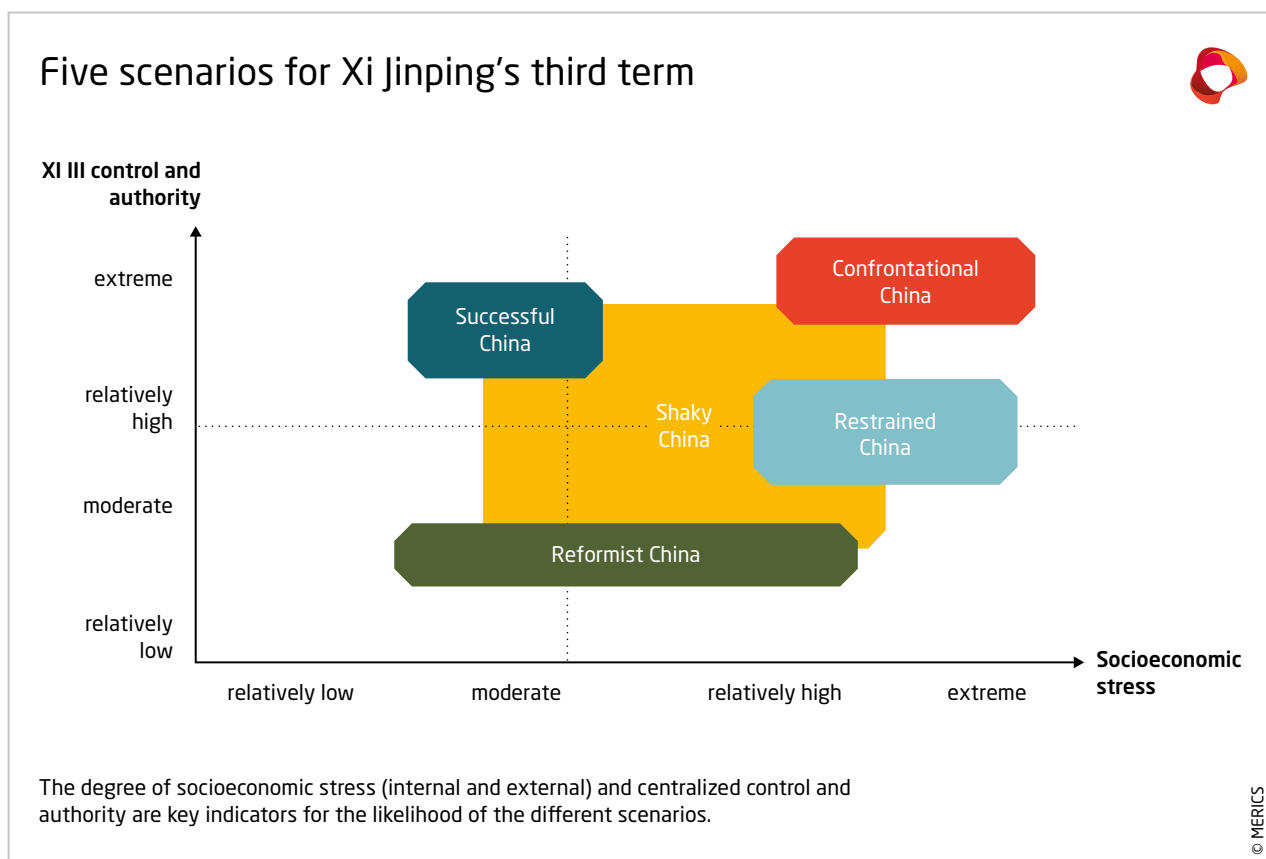 Five scenarios for Xi Jinping's third term
XI III control and
authority
extreme
relatively
high
moderate
relatively
low
Successful
China
Confrontational
China
Shaky
China
Restrained
China
Reformist China
relatively low
moderate
relatively high
extreme
Socioeconomic
stress
The degree of socioeconomic stress (internal and external) and centralized control and
authority are key indicators for the likelihood of the different scenarios.
© MERICS